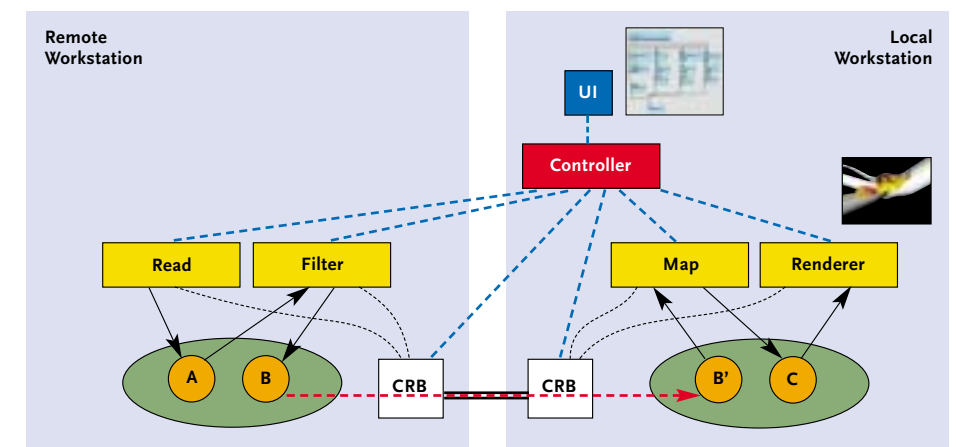 Remote
Workstation
Local
Workstation
UI
Controller
Read
Filter
Map
Renderer
A
B
CRB
CRB
B’
C